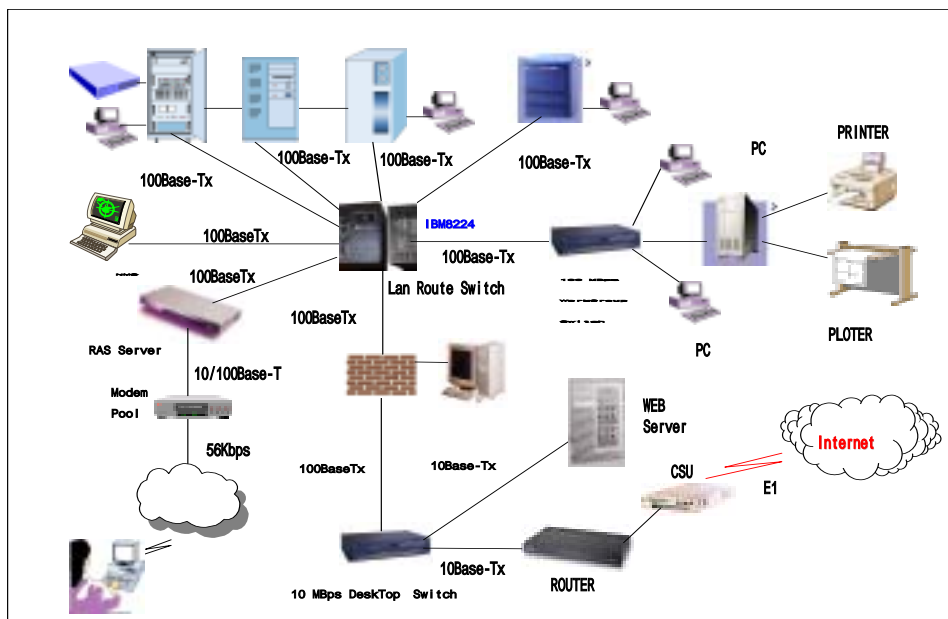 100Base-Tx
100Base-Tx
100Base-Tx
100Base-Tx
PC
PRINTER
100BaseTx
IBM8224
100Base-Tx
100BaseTx
Lan Route Switch
100BaseTx
PC
PLOTER
RAS Server
10/100Base-T
Modem
Pool
56Kbps
100BaseTx
10Base-Tx
WEB
Server
CSU
Internet
E1
10Base-Tx
ROUTER
10 MBps DeskTop Switch